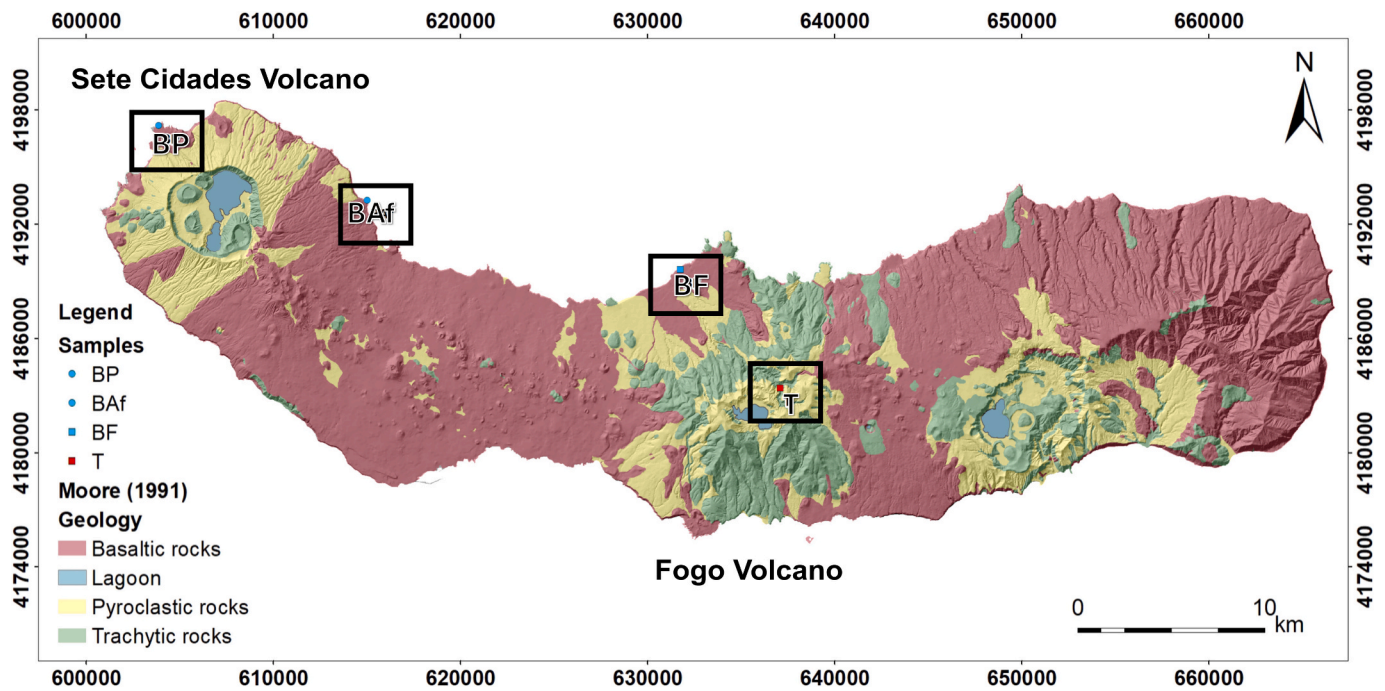 600000 610000 620000 630000 640000 650000 660000
Sete Cidades Volcano
N
4198000 4198000
BP
BAf
4192000 4192000
BF
Legend
Samples
BP
BAf
BF
T
4186000 4186000
T
4180000 4180000
Moore (1991)
Geology
Basaltic rocks
Lagoon
Pyroclastic rocks
Trachytic rocks
Fogo Volcano
4174000 4174000
0 10
km
600000 610000 620000 630000 640000 650000 660000